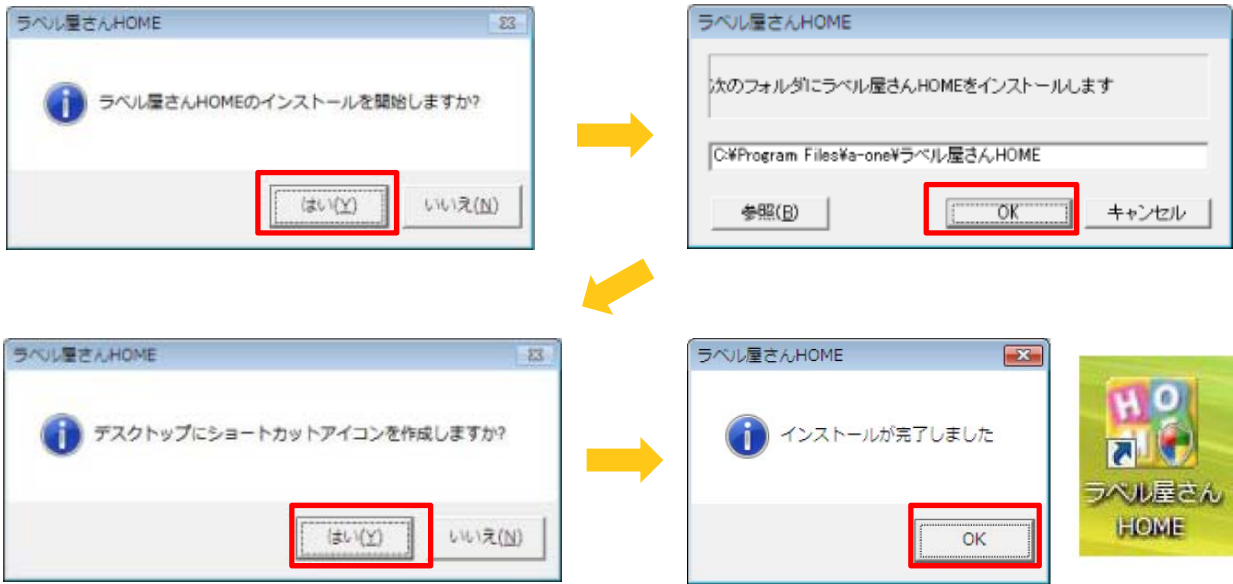 ラベル屋さんHOME
ラベル屋さんHOMEのインストールを開始しますか?
はい(Y)
いいえ(N)
ラベル屋さんHOME
次のフォルダにラベル屋さんHOMEをインストールします
C:¥Program Files¥a-one¥ラベル屋さんHOME
参照(B)
OK
キャンセル
ラベル屋さんHOME
デスクトップにショートカットアイコンを作成しますか?
はい(Y)
いいえ(N)
ラベル屋さんHOME
インストールが完了しました
OK
HO
ラベル屋さん
HOME